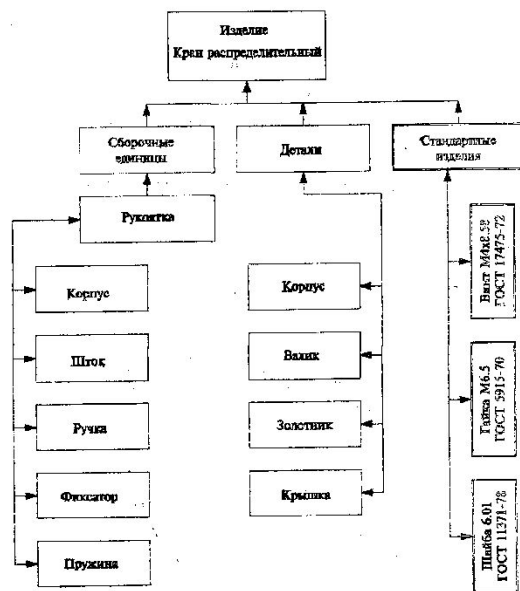 Изделие
Кран распределительный
Сборочные
единицы
Детали
Стандартные
изделия
Рукоятка
Корпус
Шток
Ручка
Фиксатор
Пружина
Корпус
Валик
Золотник
Крышка
Винт М4х8.58
ГОСТ 17475-72
Гайка М6.5
ГОСТ 5915-70
Шайба 6.01
ГОСТ 11371-78